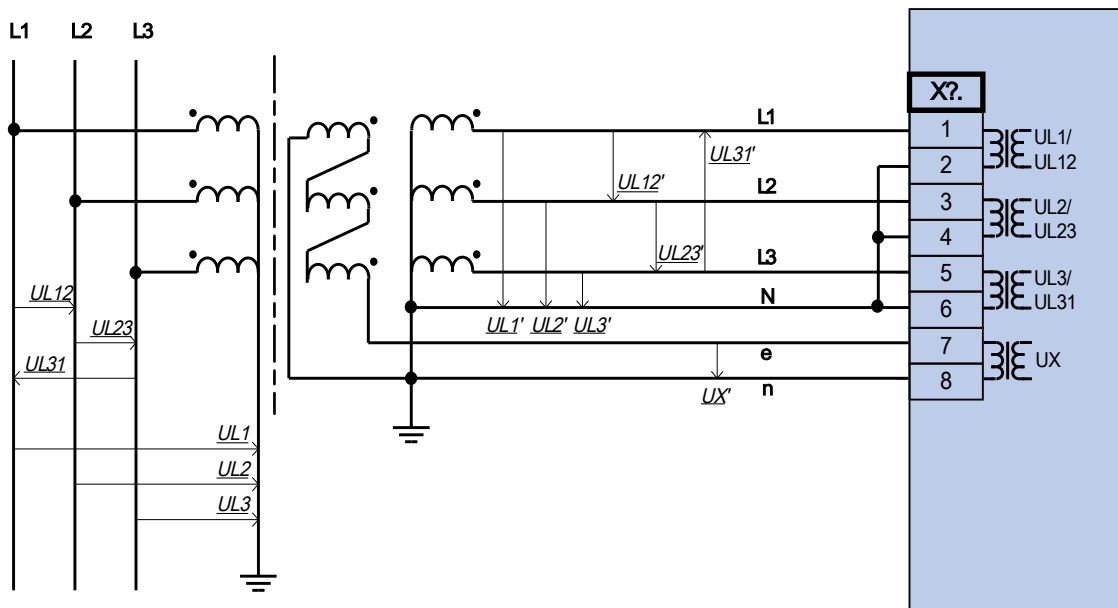 L1 L2 L3
X?.
L1
1
UL1/
UL31'
2
UL12
UL12'
L2
3
UL2/
4
UL23
UL23'
L3
5
UL3/
UL12
N
6
UL31
UL23
UL1' UL2' UL3'
e
7
UX
UL31
n
8
UX'
UL1
UL2
UL3